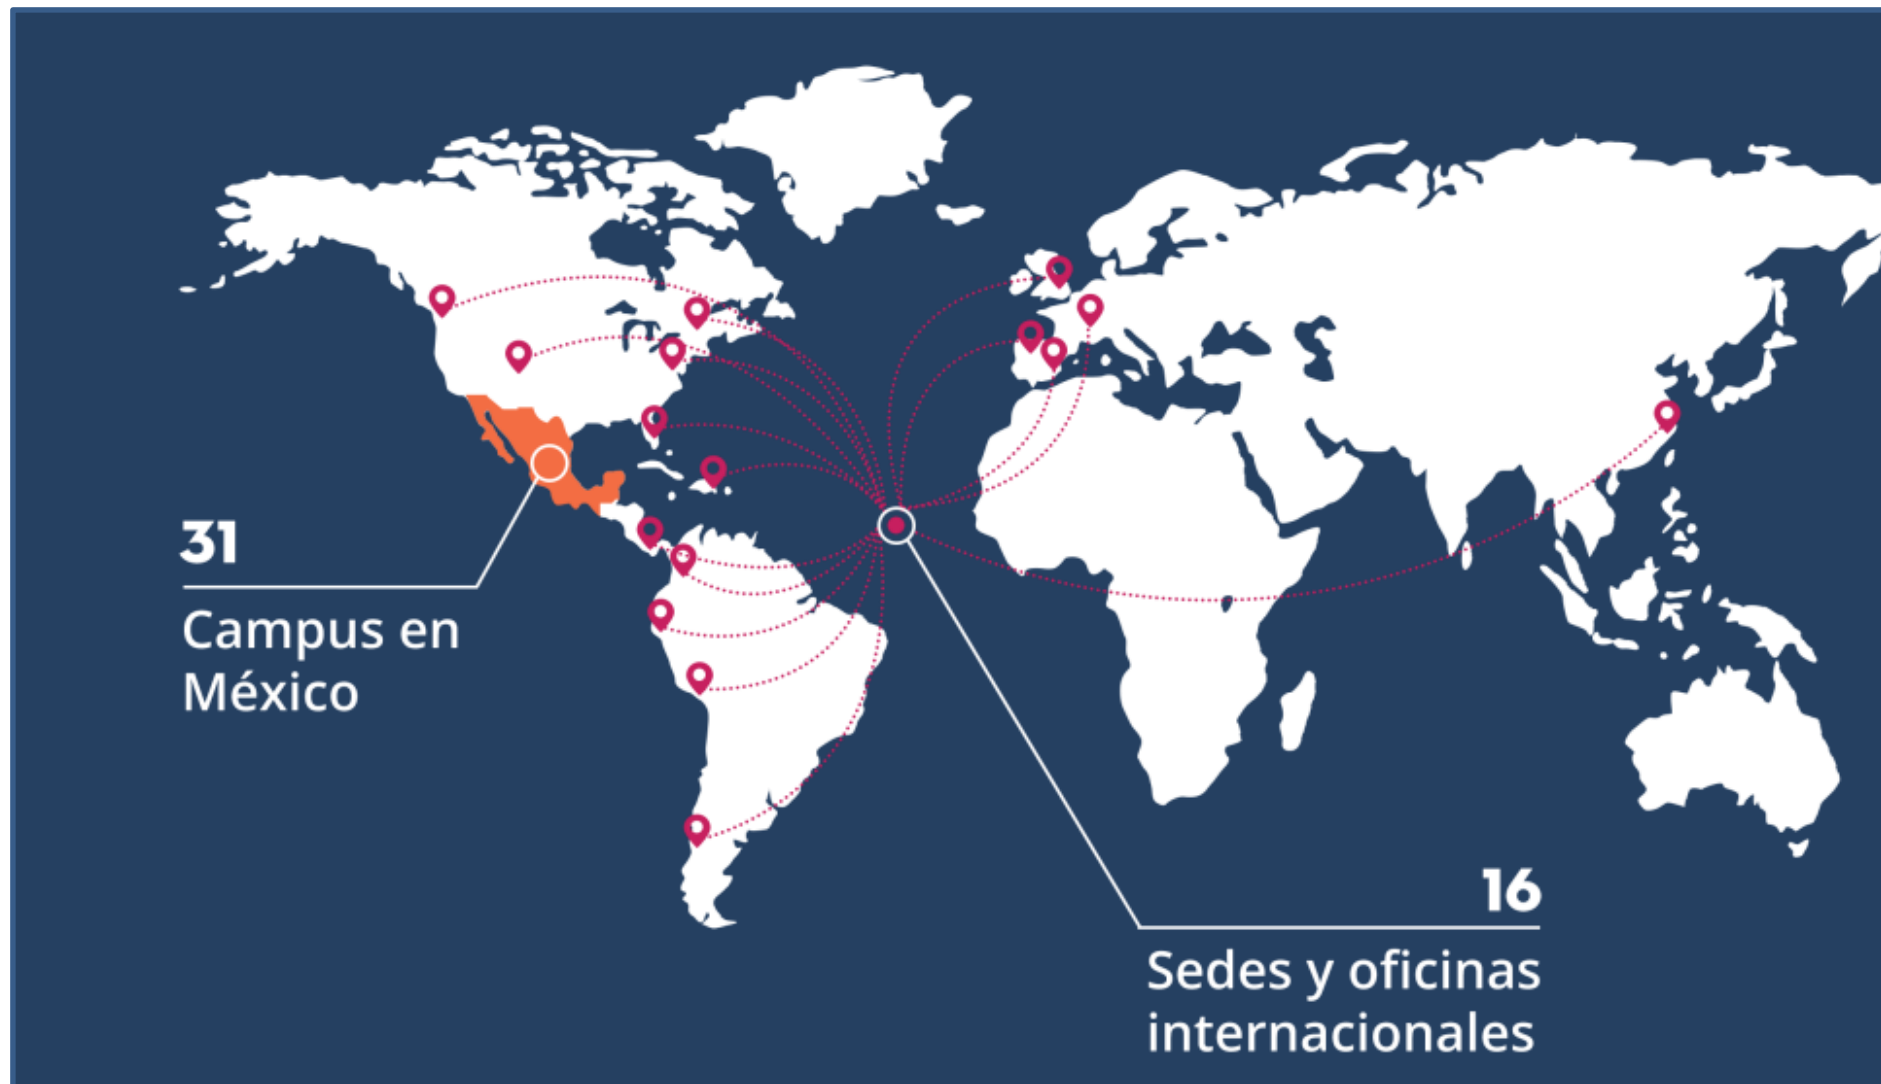 31
Campus en
México
16
Sedes y oficinas
internacionales